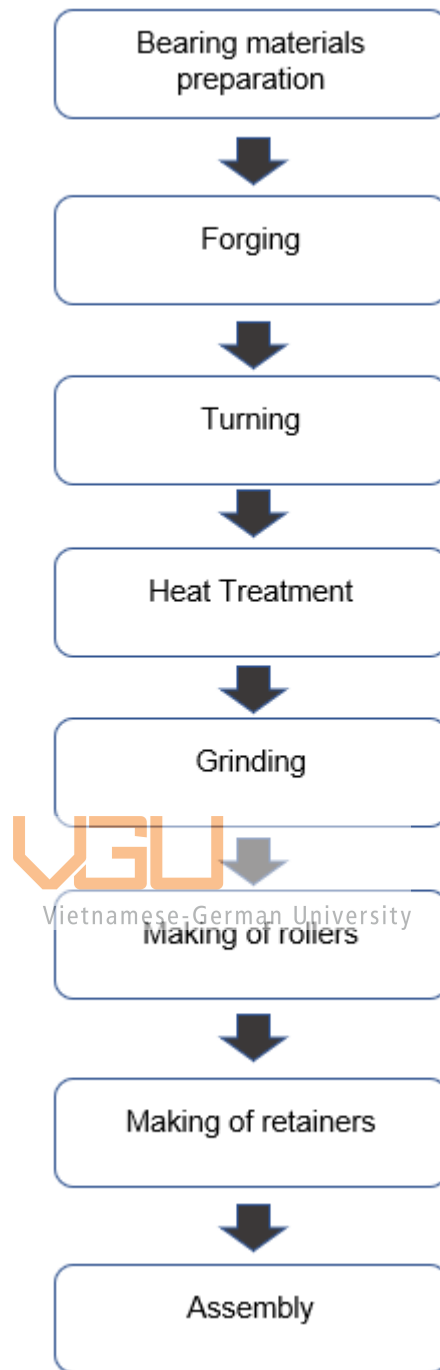 Bearing materials
preparation
Forging
Turning
Heat Treatment
Grinding
VGU
Vietnamese-German University
Making of rollers
Making of retainers
Assembly